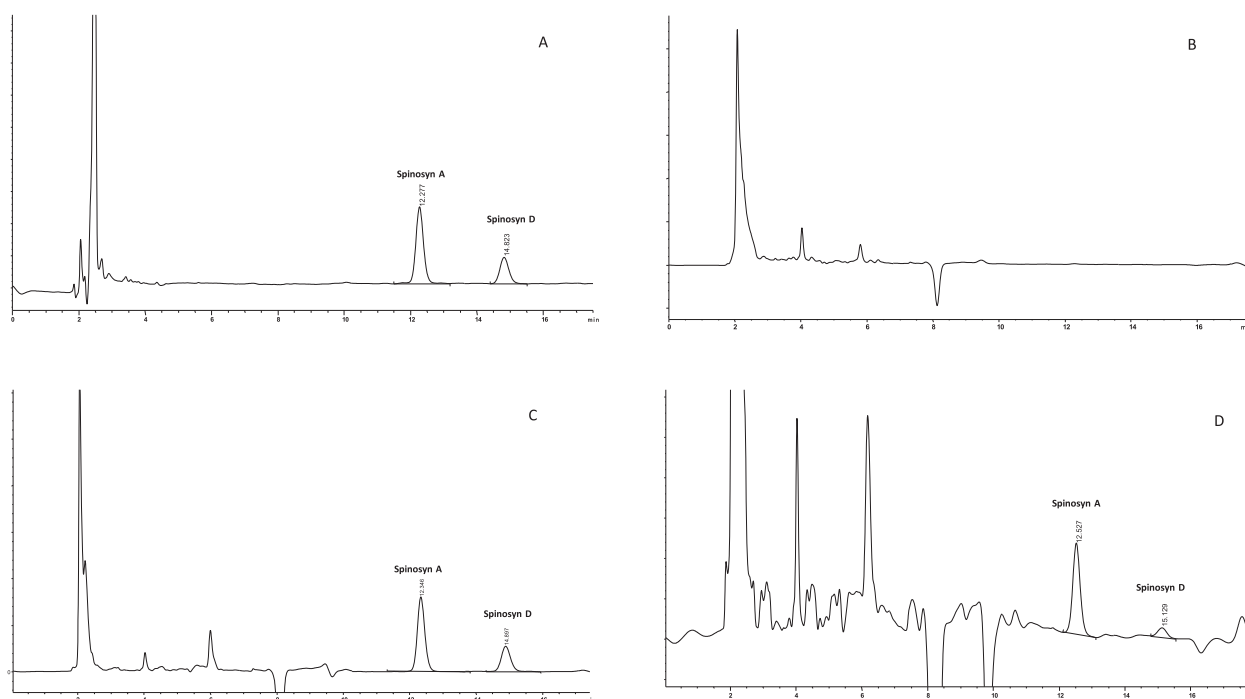 A
Spinosyn A
12.277
Spinosyn D
14.823
0 2 4 6 8 10 12 14 16 min
B
0 2 4 6 8 10 12 14 16 m
C
Spinosyn A
12.346
Spinosyn D
14.897
0
D
Spinosyn A
12.527
Spinosyn D
15.129
2 4 6 8 10 12 14 16